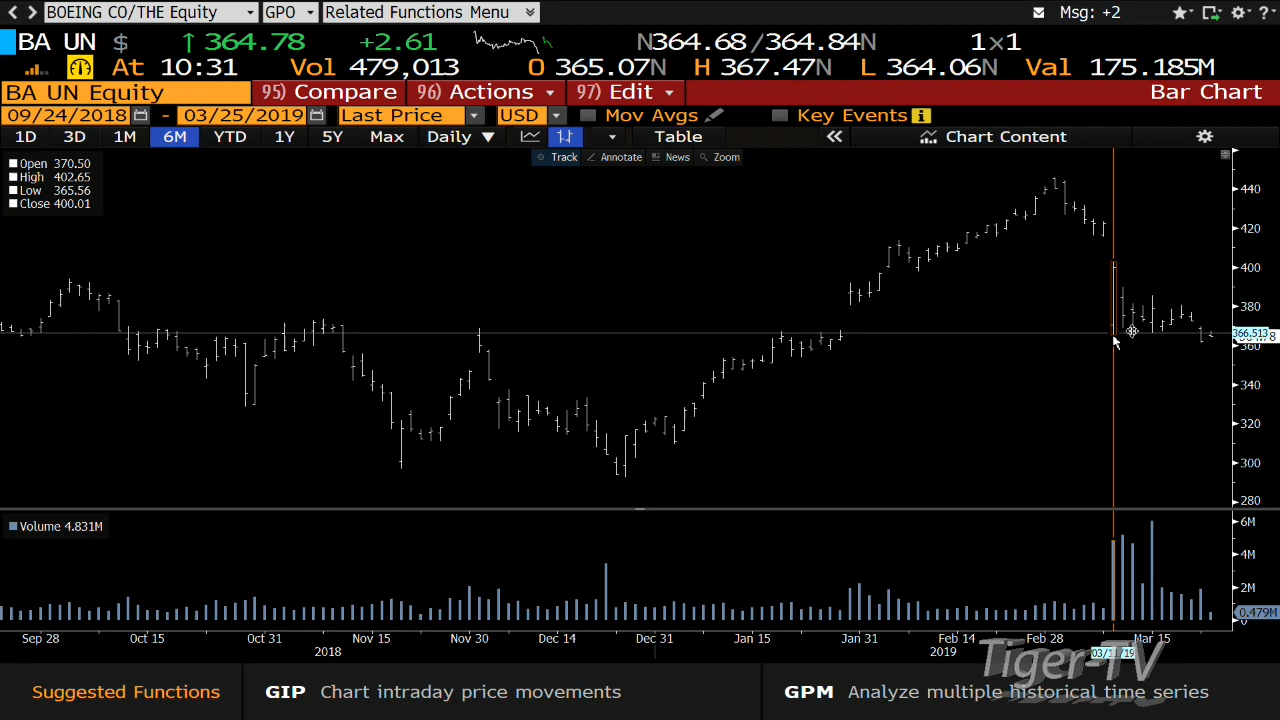 BOEING CO/THE Equity GPO Related Functions Menu Msg: +2
BA UN $ ↑ 364.78 +2.61 N364.68/364.84N 1×1
At 10:31 Vol 479,013 O 365.07N H 367.47N L 364.06N Val 175.185M
BA UN Equity 95) Compare 96) Actions 97) Edit Bar Chart
09/24/2018 - 03/25/2019 Last Price USD Mov Avgs Key Events
1D 3D 1M 6M YTD 1Y 5Y Max Daily ▼ Table « Chart Content
Track Annotate News Zoom
Open 370.50
High 402.65
Low 365.56
Close 400.01
440
420
400
380
366.513
360
340
320
300
280
Volume 4.831M
6M
4M
2M
0.479M
0
Sep 28 Oct 15 Oct 31 Nov 15 Nov 30 Dec 14 Dec 31 Jan 15 Jan 31 Feb 14 Feb 28 Mar 15
2018 2019 03/11/19
Tiger-TV
Suggested Functions GIP Chart intraday price movements GPM Analyze multiple historical time series